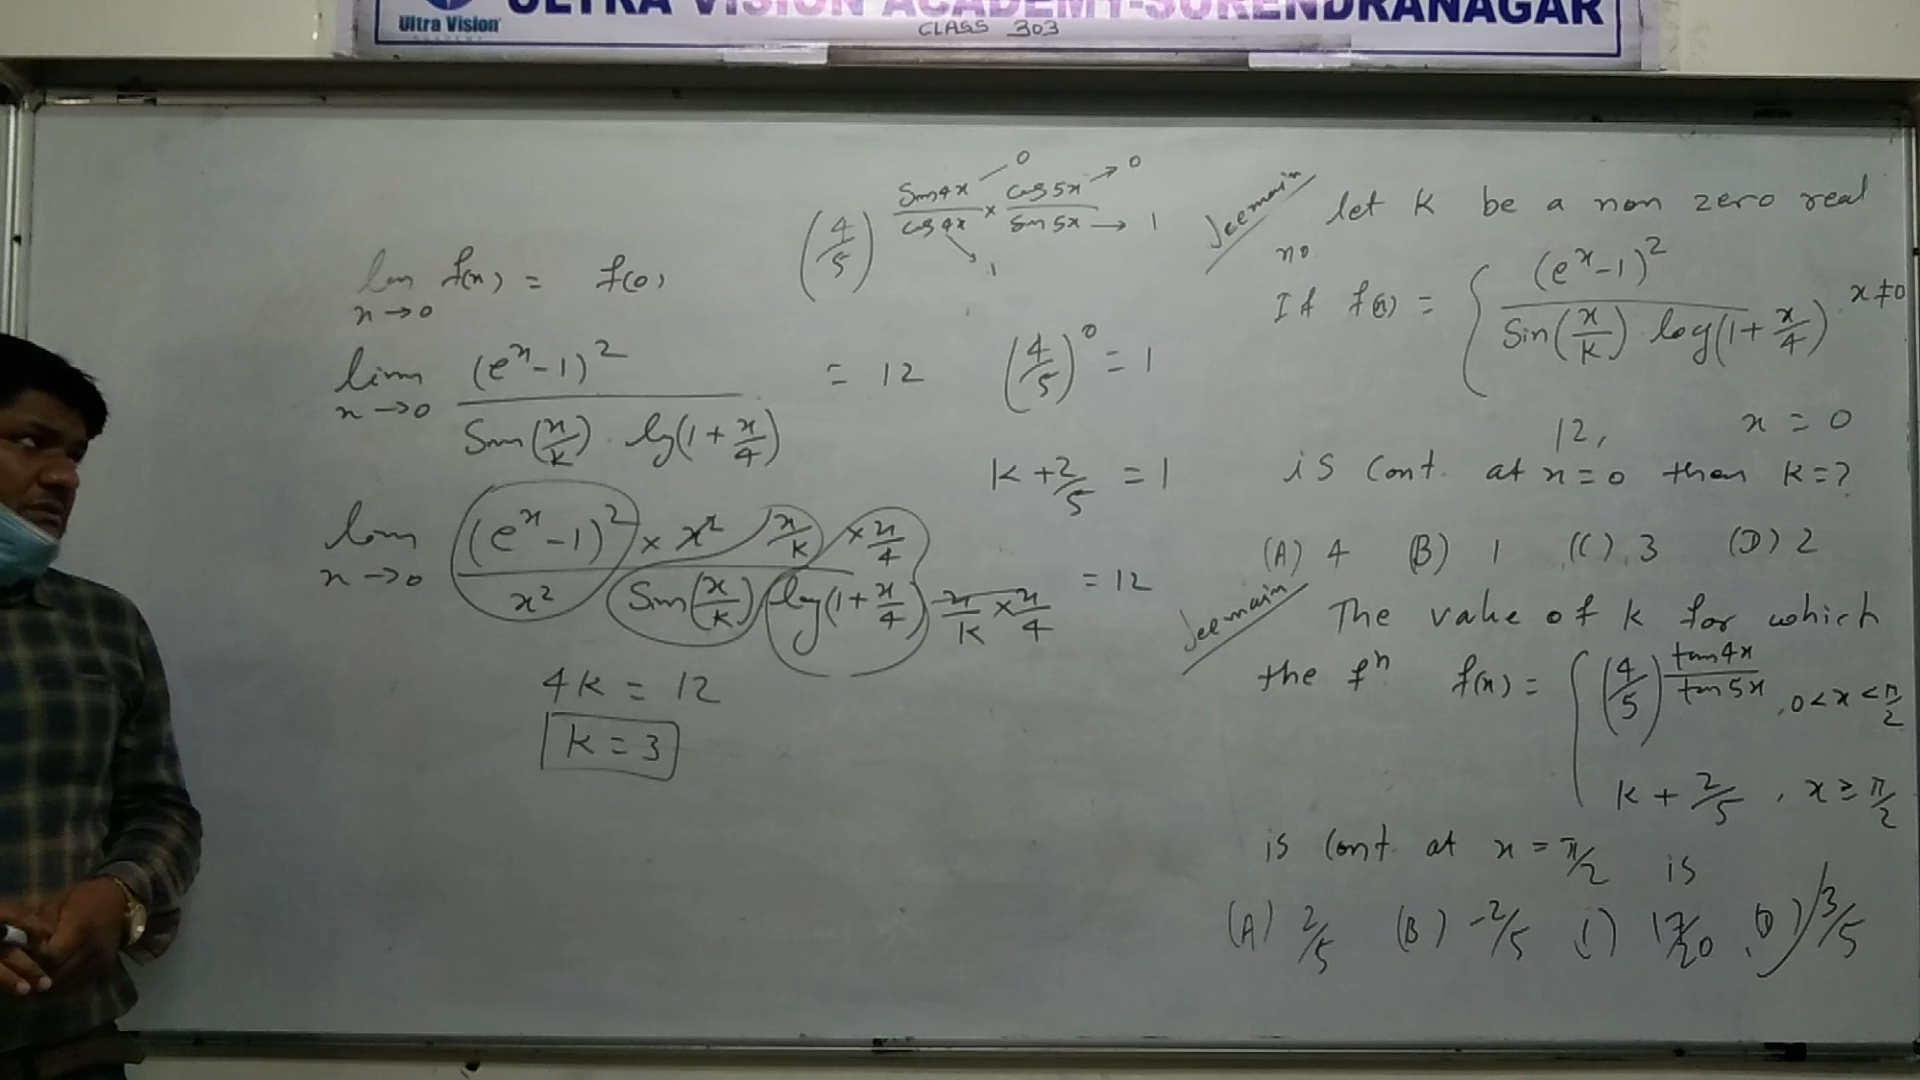 Ultra Vision
ACADEMY
ULTRA VISION ACADEMY-SURENDRANAGAR
CLASS 303
lim x→0 f(x) = f(0)
lim x→0 (e^x-1)^2 / Sin(x/k) · log(1+x/4) = 12
lim x→0 (e^x-1)^2 × x^2 x/k × x/4 / x^2 Sin(x/k) log(1+x/4) x/k × x/4 = 12
4k = 12
k = 3
(4/5) Sin4x/cos4x × cos5x/Sin5x → 0 → 0 → 1 → 1
(4/5)^0 = 1
k + 2/5 = 1
Jeemain let k be a non zero real
no
If f(x) = { (e^x-1)^2 / Sin(x/k) · log(1+x/4) , x≠0
12, x = 0
is Cont. at x=0 then k=?
(A) 4 (B) 1 (C) 3 (D) 2
Jeemain The value of k for which
the f^n f(x) = { (4/5)^(tan4x/tan5x) , 0<x<π/2
k + 2/5 , x ≥ π/2
is Cont. at x = π/2 is
(A) 2/5 (B) -2/5 (C) 17/20 (D) 3/5